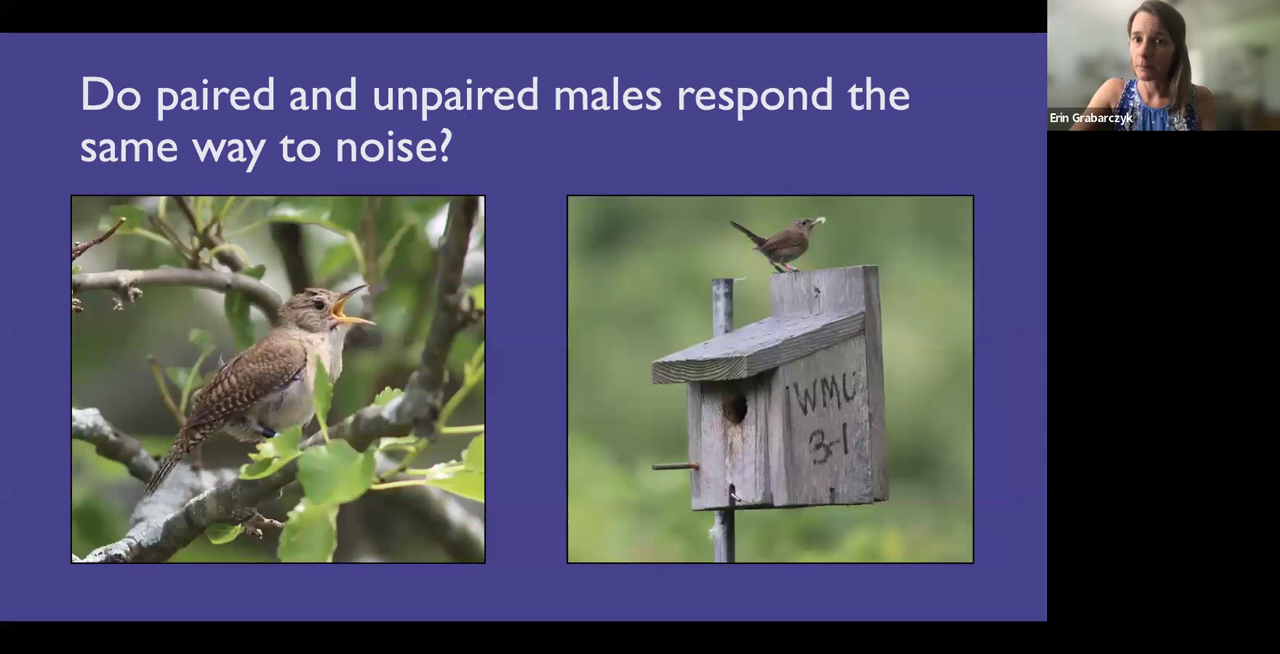 Do paired and unpaired males respond the
same way to noise?
Erin Grabarczyk
WMU
3-1